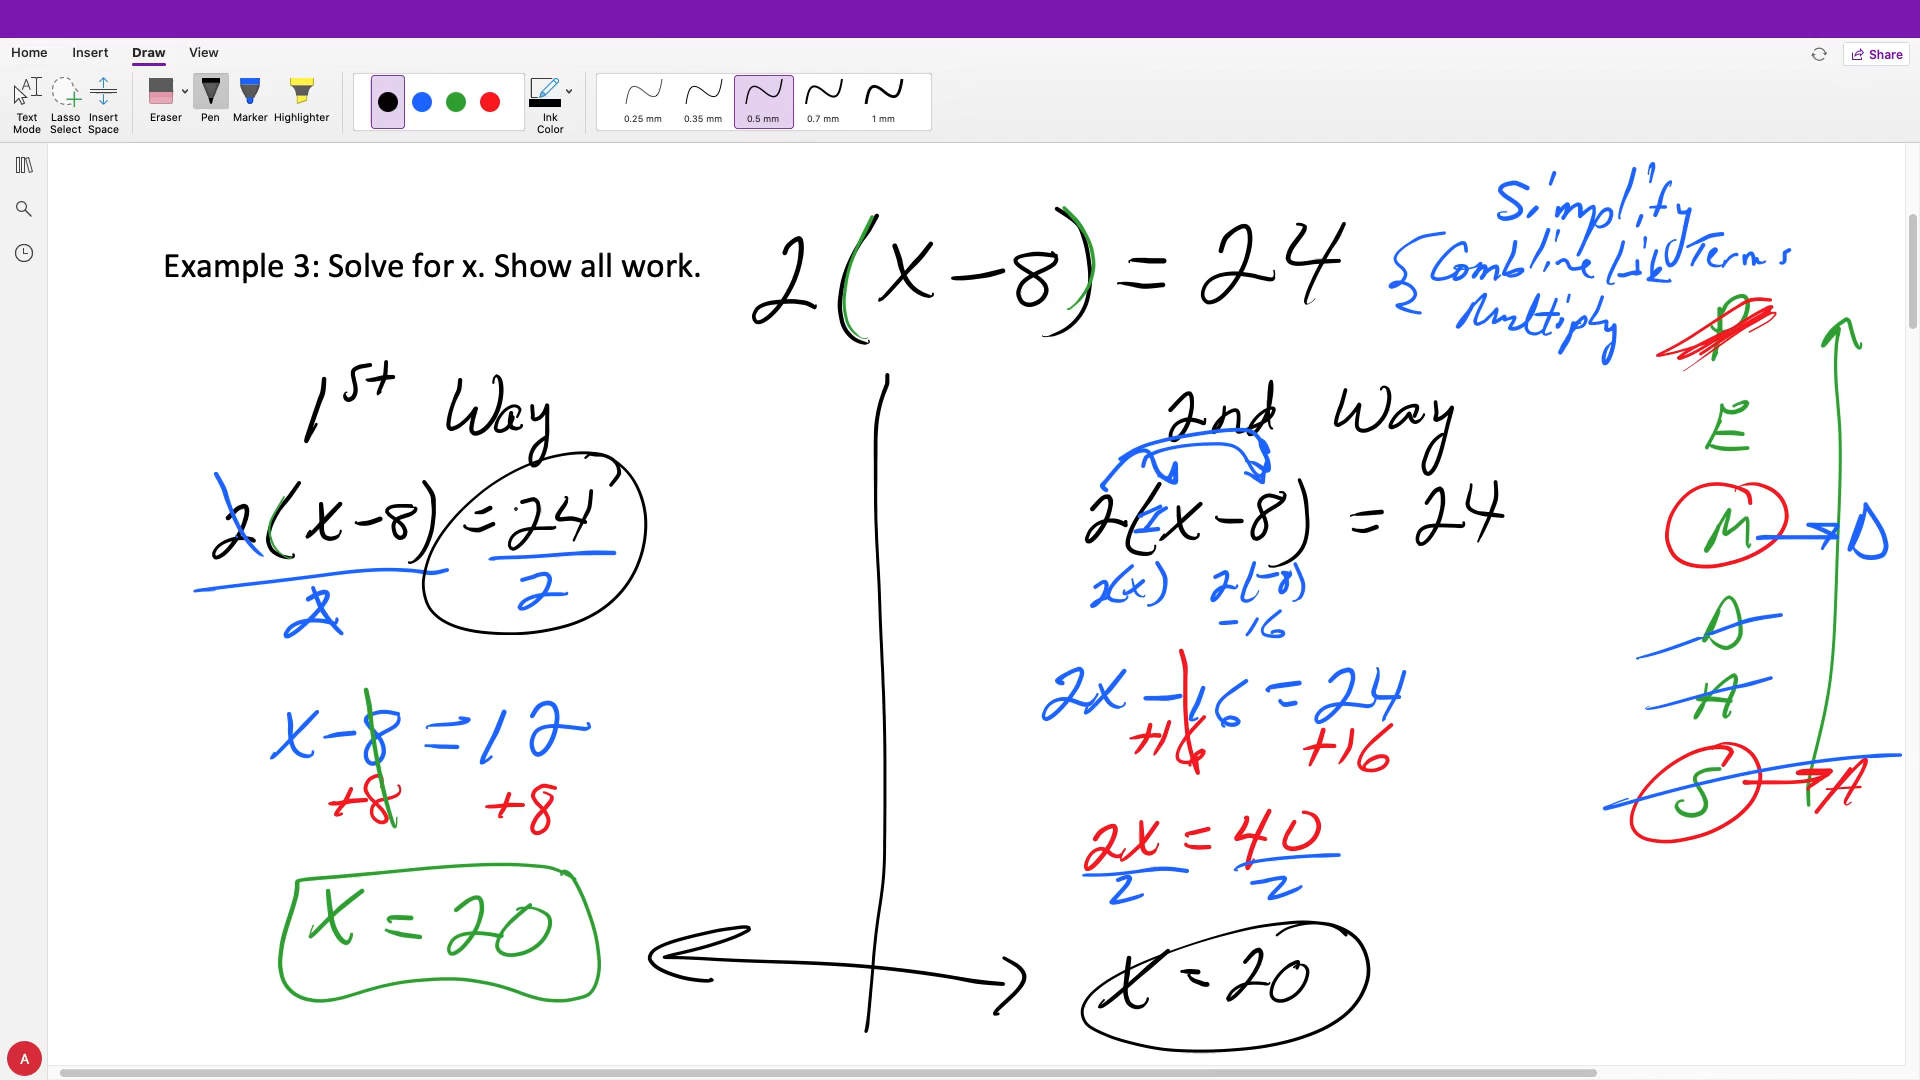 Home Insert Draw View
Share
Text Mode
Lasso Select
Insert Space
Eraser
Pen
Marker
Highlighter
Ink Color
0.25 mm
0.35 mm
0.5 mm
0.7 mm
1 mm
Example 3: Solve for x. Show all work.
2(x-8) = 24
Simplify
{ Combine like Terms
Multiply
P
E
M → D
D
A
S → A
1st Way
2(x-8) = 24
2 2
x-8 = 12
+8 +8
x = 20
2nd Way
2(x-8) = 24
2(x) 2(-8)
-16
2x-16 = 24
+16 +16
2x = 40
2 2
x = 20
A